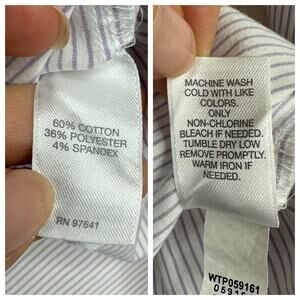 60% COTTON
36% POLYESTER
4% SPANDEX
RN 97641
MACHINE WASH
COLD WITH LIKE
COLORS.
ONLY
NON-CHLORINE
BLEACH IF NEEDED.
TUMBLE DRY LOW
REMOVE PROMPTLY.
WARM IRON IF
NEEDED.
WTP059161